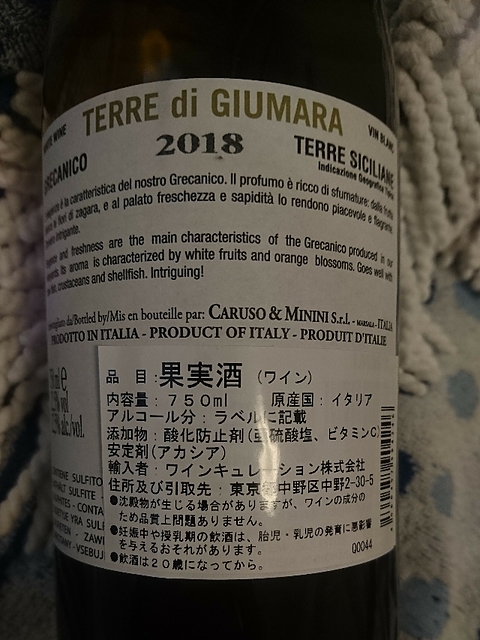 WINE
TERRE di GIUMARA
VIN BLANC
2018
GRECANICO
TERRE SICILIANE
Indicazione Geografica
è la caratteristica del nostro Grecanico. Il profumo è ricco di sfumature: dalla frutta
ai fiori di zagara, e al palato freschezza e sapidità lo rendono piacevole e fragrante.
intrigante.
and freshness are the main characteristics of the Grecanico produced in our
Its aroma is characterized by white fruits and orange blossoms. Goes well with
crustaceans and shellfish. Intriguing!
da/Bottled by/Mis en bouteille par: CARUSO & MININI S.r.l. - MARSALA - ITALIA
PRODOTTO IN ITALIA - PRODUCT OF ITALY - PRODUIT D'ITALIE
品 目:果実酒 (ワイン)
内容量: 750ml 原産国: イタリア
アルコール分: ラベルに記載
添加物: 酸化防止剤(亜硫酸塩、ビタミンC)
安定剤(アカシア)
輸入者: ワインキュレーション株式会社
住所及び引取先: 東京都中野区中野2-30-5
●沈殿物が生じる場合がありますが、ワインの成分の
ため品質上問題ありません。
●妊娠中や授乳期の飲酒は、胎児・乳児の発育に悪影響
を与えるおそれがあります。
●飲酒は20歳になってから。
Q0044